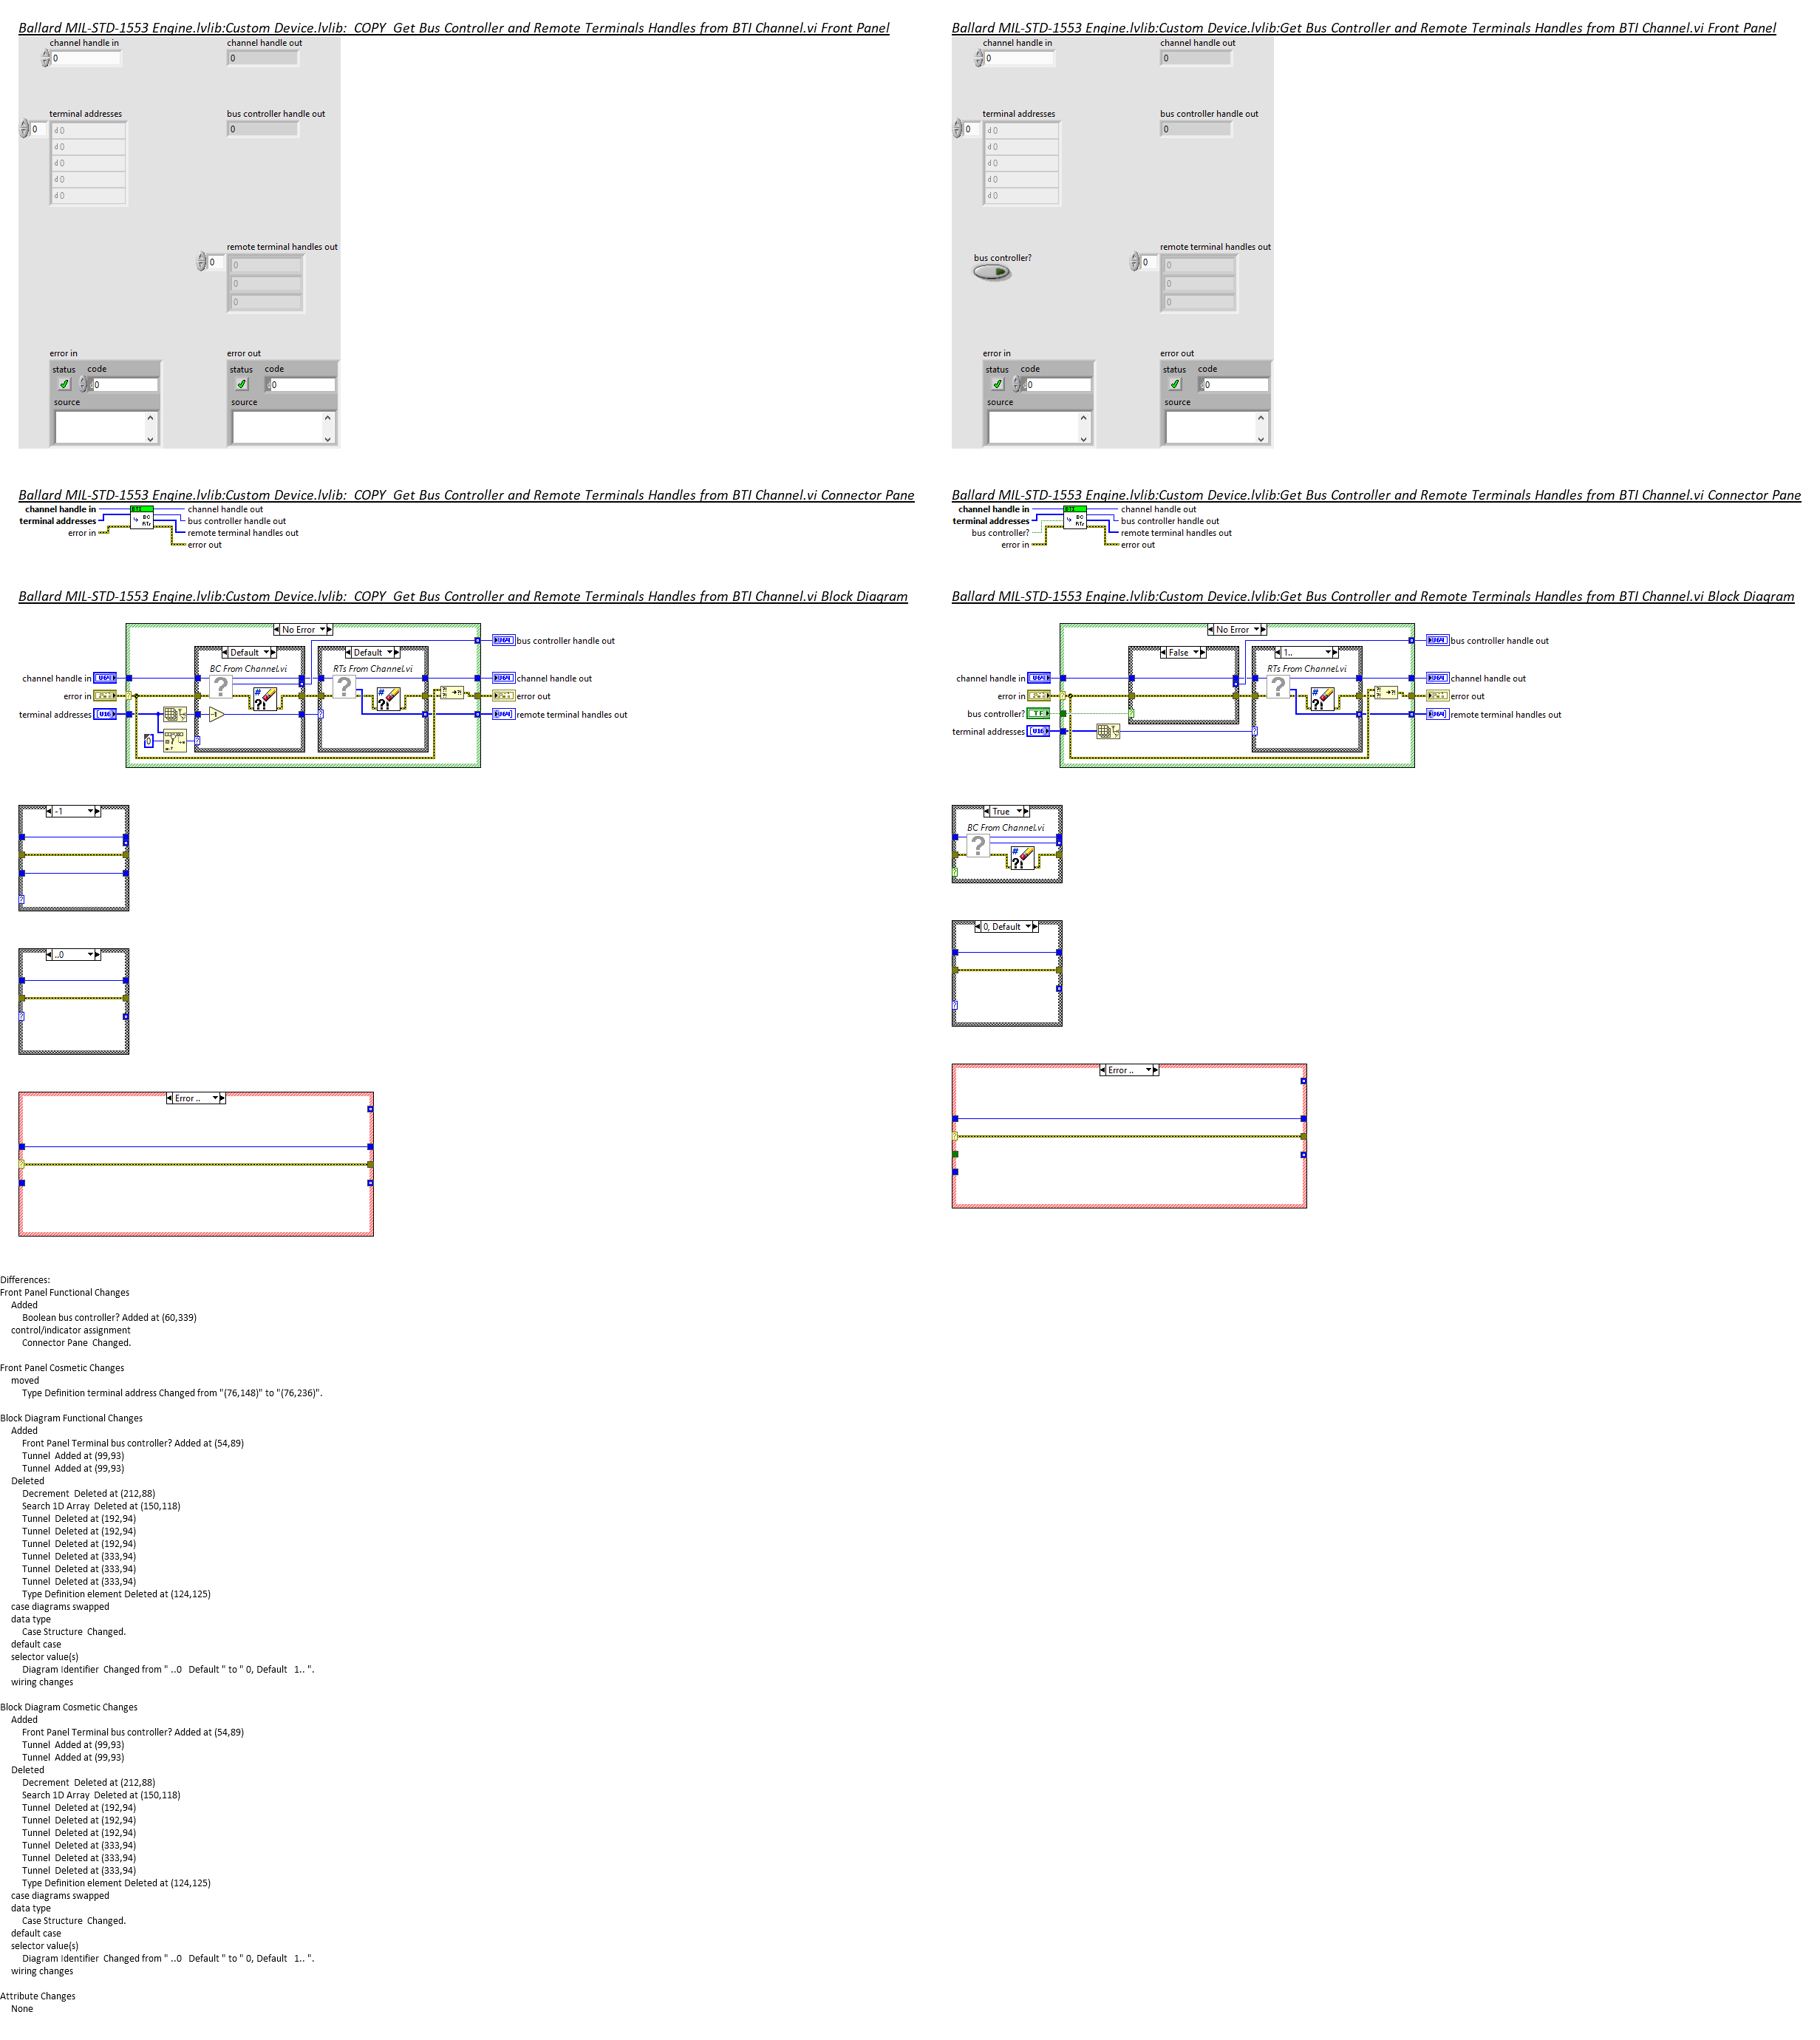 Ballard MIL-STD-1553 Engine.lvlib:Custom Device.lvlib:  COPY  Get Bus Controller and Remote Terminals Handles from BTI Channel.vi Front Panel
channel handle in
channel handle out
0
0
terminal addresses
bus controller handle out
0
d 0
0
d 0
d 0
d 0
d 0
remote terminal handles out
0
0
0
0
error in
error out
status code
status code
0
0
source
source
Ballard MIL-STD-1553 Engine.lvlib:Custom Device.lvlib:Get Bus Controller and Remote Terminals Handles from BTI Channel.vi Front Panel
channel handle in
channel handle out
0
0
terminal addresses
bus controller handle out
0
d 0
0
d 0
d 0
d 0
d 0
remote terminal handles out
bus controller?
0
0
0
0
error in
error out
status code
status code
0
0
source
source
Ballard MIL-STD-1553 Engine.lvlib:Custom Device.lvlib:  COPY  Get Bus Controller and Remote Terminals Handles from BTI Channel.vi Connector Pane
channel handle in
BTI
channel handle out
terminal addresses
BC
bus controller handle out
RTs
error in
remote terminal handles out
error out
Ballard MIL-STD-1553 Engine.lvlib:Custom Device.lvlib:Get Bus Controller and Remote Terminals Handles from BTI Channel.vi Connector Pane
channel handle in
BTI
channel handle out
terminal addresses
BC
bus controller handle out
RTs
bus controller?
remote terminal handles out
error in
error out
Ballard MIL-STD-1553 Engine.lvlib:Custom Device.lvlib:  COPY  Get Bus Controller and Remote Terminals Handles from BTI Channel.vi Block Diagram
No Error
bus controller handle out
Default
Default
BC From Channel.vi
RTs From Channel.vi
channel handle in
U64
channel handle out
error in
error out
terminal addresses
U16
-1
remote terminal handles out
0
-1
..0
Error ..
Ballard MIL-STD-1553 Engine.lvlib:Custom Device.lvlib:Get Bus Controller and Remote Terminals Handles from BTI Channel.vi Block Diagram
No Error
bus controller handle out
False
1..
RTs From Channel.vi
channel handle in
U64
channel handle out
error in
error out
bus controller?
TF
remote terminal handles out
terminal addresses
U16
True
BC From Channel.vi
0, Default
Error ..
Differences:
Front Panel Functional Changes
Added
Boolean bus controller? Added at (60,339)
control/indicator assignment
Connector Pane  Changed.
Front Panel Cosmetic Changes
moved
Type Definition terminal address Changed from "(76,148)" to "(76,236)".
Block Diagram Functional Changes
Added
Front Panel Terminal bus controller? Added at (54,89)
Tunnel  Added at (99,93)
Tunnel  Added at (99,93)
Deleted
Decrement  Deleted at (212,88)
Search 1D Array  Deleted at (150,118)
Tunnel  Deleted at (192,94)
Tunnel  Deleted at (192,94)
Tunnel  Deleted at (192,94)
Tunnel  Deleted at (333,94)
Tunnel  Deleted at (333,94)
Tunnel  Deleted at (333,94)
Type Definition element Deleted at (124,125)
case diagrams swapped
data type
Case Structure  Changed.
default case
selector value(s)
Diagram Identifier  Changed from " ..0   Default " to " 0, Default   1.. ".
wiring changes
Block Diagram Cosmetic Changes
Added
Front Panel Terminal bus controller? Added at (54,89)
Tunnel  Added at (99,93)
Tunnel  Added at (99,93)
Deleted
Decrement  Deleted at (212,88)
Search 1D Array  Deleted at (150,118)
Tunnel  Deleted at (192,94)
Tunnel  Deleted at (192,94)
Tunnel  Deleted at (192,94)
Tunnel  Deleted at (333,94)
Tunnel  Deleted at (333,94)
Tunnel  Deleted at (333,94)
Type Definition element Deleted at (124,125)
case diagrams swapped
data type
Case Structure  Changed.
default case
selector value(s)
Diagram Identifier  Changed from " ..0   Default " to " 0, Default   1.. ".
wiring changes
Attribute Changes
None